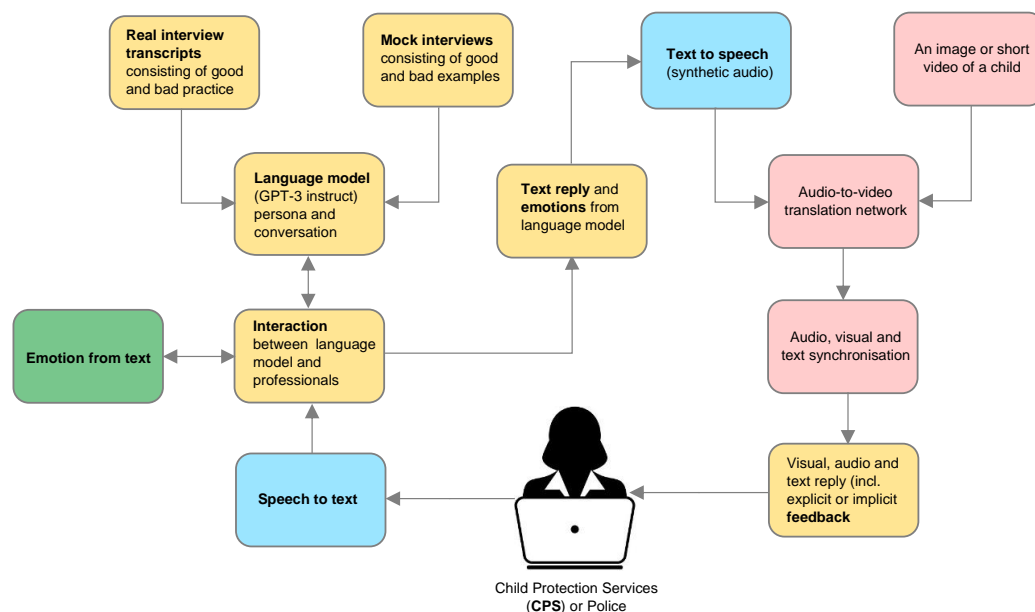 Real interview
transcripts
consisting of good
and bad practice
Mock interviews
consisting of good
and bad examples
Text to speech
(synthetic audio)
An image or short
video of a child
Language model
(GPT-3 instruct)
persona and
conversation
Text reply and
emotions from
language model
Audio-to-video
translation network
Emotion from text
Interaction
between language
model and
professionals
Audio, visual and
text synchronisation
Speech to text
Visual, audio and
text reply (incl.
explicit or implicit
feedback
Child Protection Services
(CPS) or Police